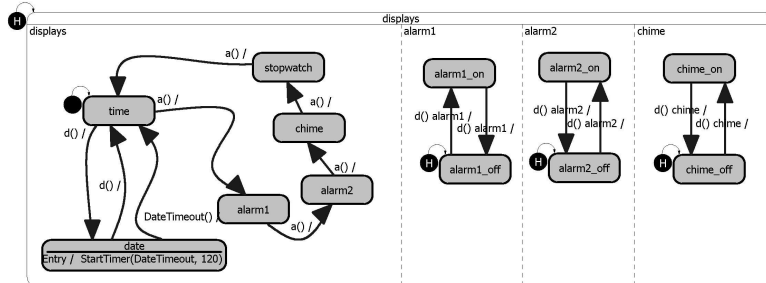 displays
H
displays
alarm1
alarm2
chime
a() /
stopwatch
alarm1_on
alarm2_on
chime_on
time
a() /
a() /
chime
d() /
d() alarm1 /
d() alarm1 /
d() alarm2 /
d() alarm2 /
d() chime /
d() chime /
a() /
H
alarm1_off
H
alarm2_off
H
chime_off
d() /
alarm2
alarm1
DateTimeout() /
a() /
date
Entry / StartTimer(DateTimeout, 120)